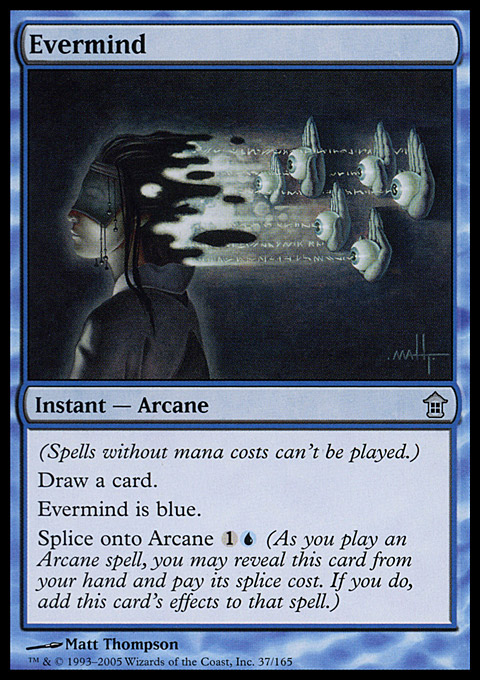 Evermind
MATT
Instant — Arcane
(Spells without mana costs can't be played.)
Draw a card.
Evermind is blue.
Splice onto Arcane 1 (As you play an
Arcane spell, you may reveal this card from
your hand and pay its splice cost. If you do,
add this card's effects to that spell.)
Matt Thompson
™ & © 1993–2005 Wizards of the Coast, Inc. 37/165